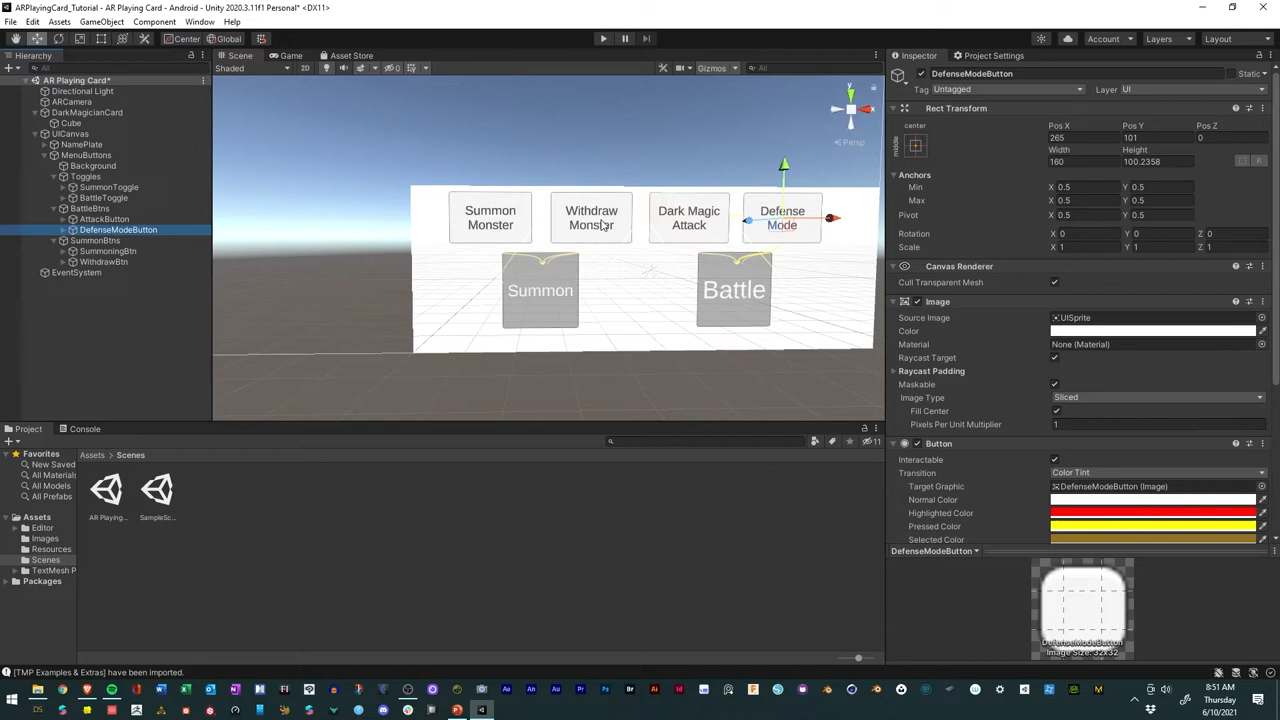 ARPlayingCard_Tutorial - AR Playing Card - Android - Unity 2020.3.11f1 Personal* <DX11>
File Edit Assets GameObject Component Window Help
Center Global Account Layers Layout
Hierarchy Scene Game Asset Store Inspector Project Settings
All Shaded 2D 0 Gizmos All
AR Playing Card*
Directional Light
ARCamera
DarkMagicianCard
Cube
UICanvas
NamePlate
MenuButtons
Background
Toggles
SummonToggle
BattleToggle
BattleBtns
AttackButton
DefenseModeButton
SummonBtns
SummoningBtn
WithdrawBtn
EventSystem
y
x
Persp
Summon
Monster
Withdraw
Monster
Dark Magic
Attack
Defense
Mode
Summon
Battle
DefenseModeButton Static
Tag Untagged Layer UI
Rect Transform
center
middle
Pos X Pos Y Pos Z
265 101 0
Width Height
160 100.2358
R
Anchors
Min X 0.5 Y 0.5
Max X 0.5 Y 0.5
Pivot X 0.5 Y 0.5
Rotation X 0 Y 0 Z 0
Scale X 1 Y 1 Z 1
Canvas Renderer
Cull Transparent Mesh
Image
Source Image UISprite
Color
Material None (Material)
Raycast Target
Raycast Padding
Maskable
Image Type Sliced
Fill Center
Pixels Per Unit Multiplier 1
Button
Interactable
Transition Color Tint
Target Graphic DefenseModeButton (Image)
Normal Color
Highlighted Color
Pressed Color
Selected Color
DefenseModeButton
DefenseModeButton
Image Size: 32x32
Project Console
11
Favorites
New Saved
All Materials
All Models
All Prefabs
Assets
Editor
Images
Resources
Scenes
TextMesh P
Packages
Assets > Scenes
AR Playing... SampleSc...
[TMP Examples & Extras] have been imported.
8:51 AM
Thursday
6/10/2021